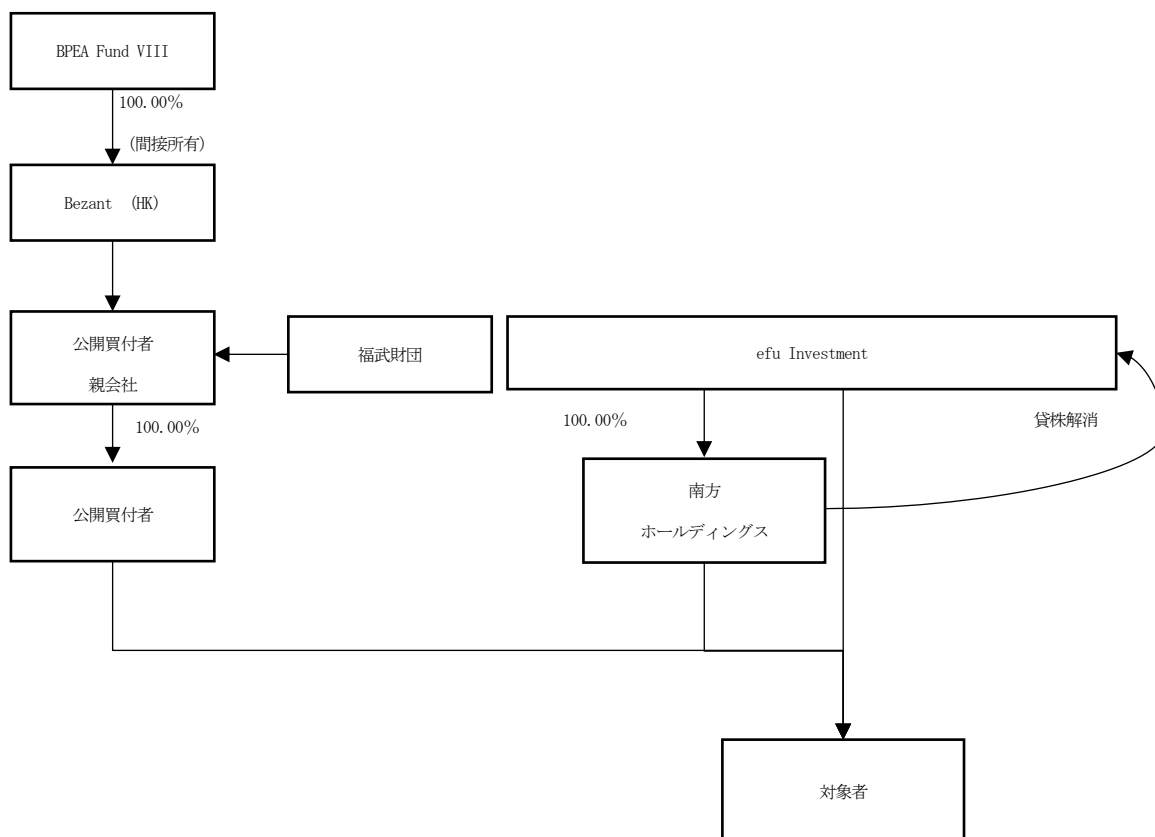 BPEA Fund VIII
100.00%
(間接所有)
Bezant (HK)
公開買付者
親会社
福武財団
efu Investment
100.00%
100.00%
貸株解消
公開買付者
南方
ホールディングス
対象者